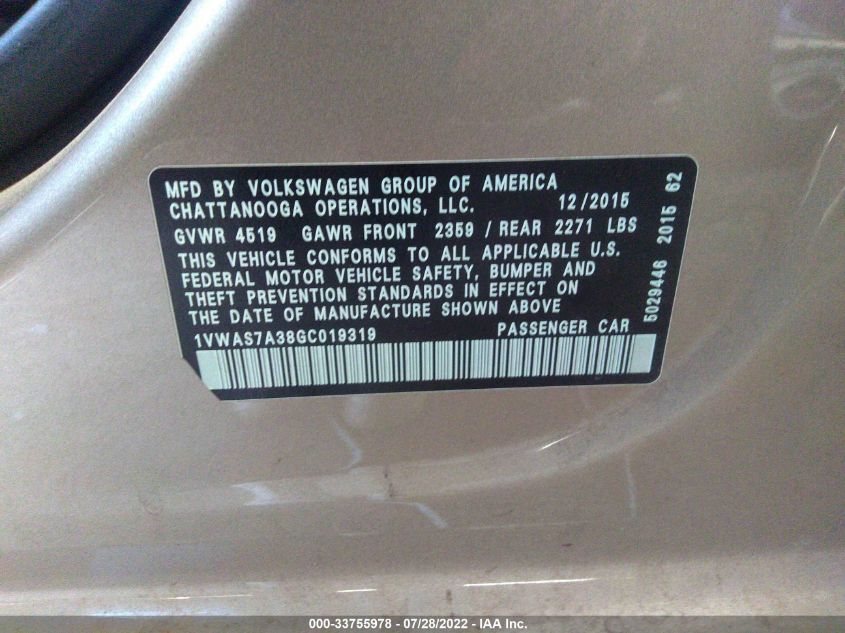 MFD BY VOLKSWAGEN GROUP OF AMERICA
CHATTANOOGA OPERATIONS, LLC. 12/2015
GVWR 4519 GAWR FRONT 2359 / REAR 2271 LBS
THIS VEHICLE CONFORMS TO ALL APPLICABLE U.S.
FEDERAL MOTOR VEHICLE SAFETY, BUMPER AND
THEFT PREVENTION STANDARDS IN EFFECT ON
THE DATE OF MANUFACTURE SHOWN ABOVE
1VWAS7A38GC019319 PASSENGER CAR
5029446 2015 62
000-33755978 - 07/28/2022 - 1VWAS7A38GC019319 - IAA Inc.